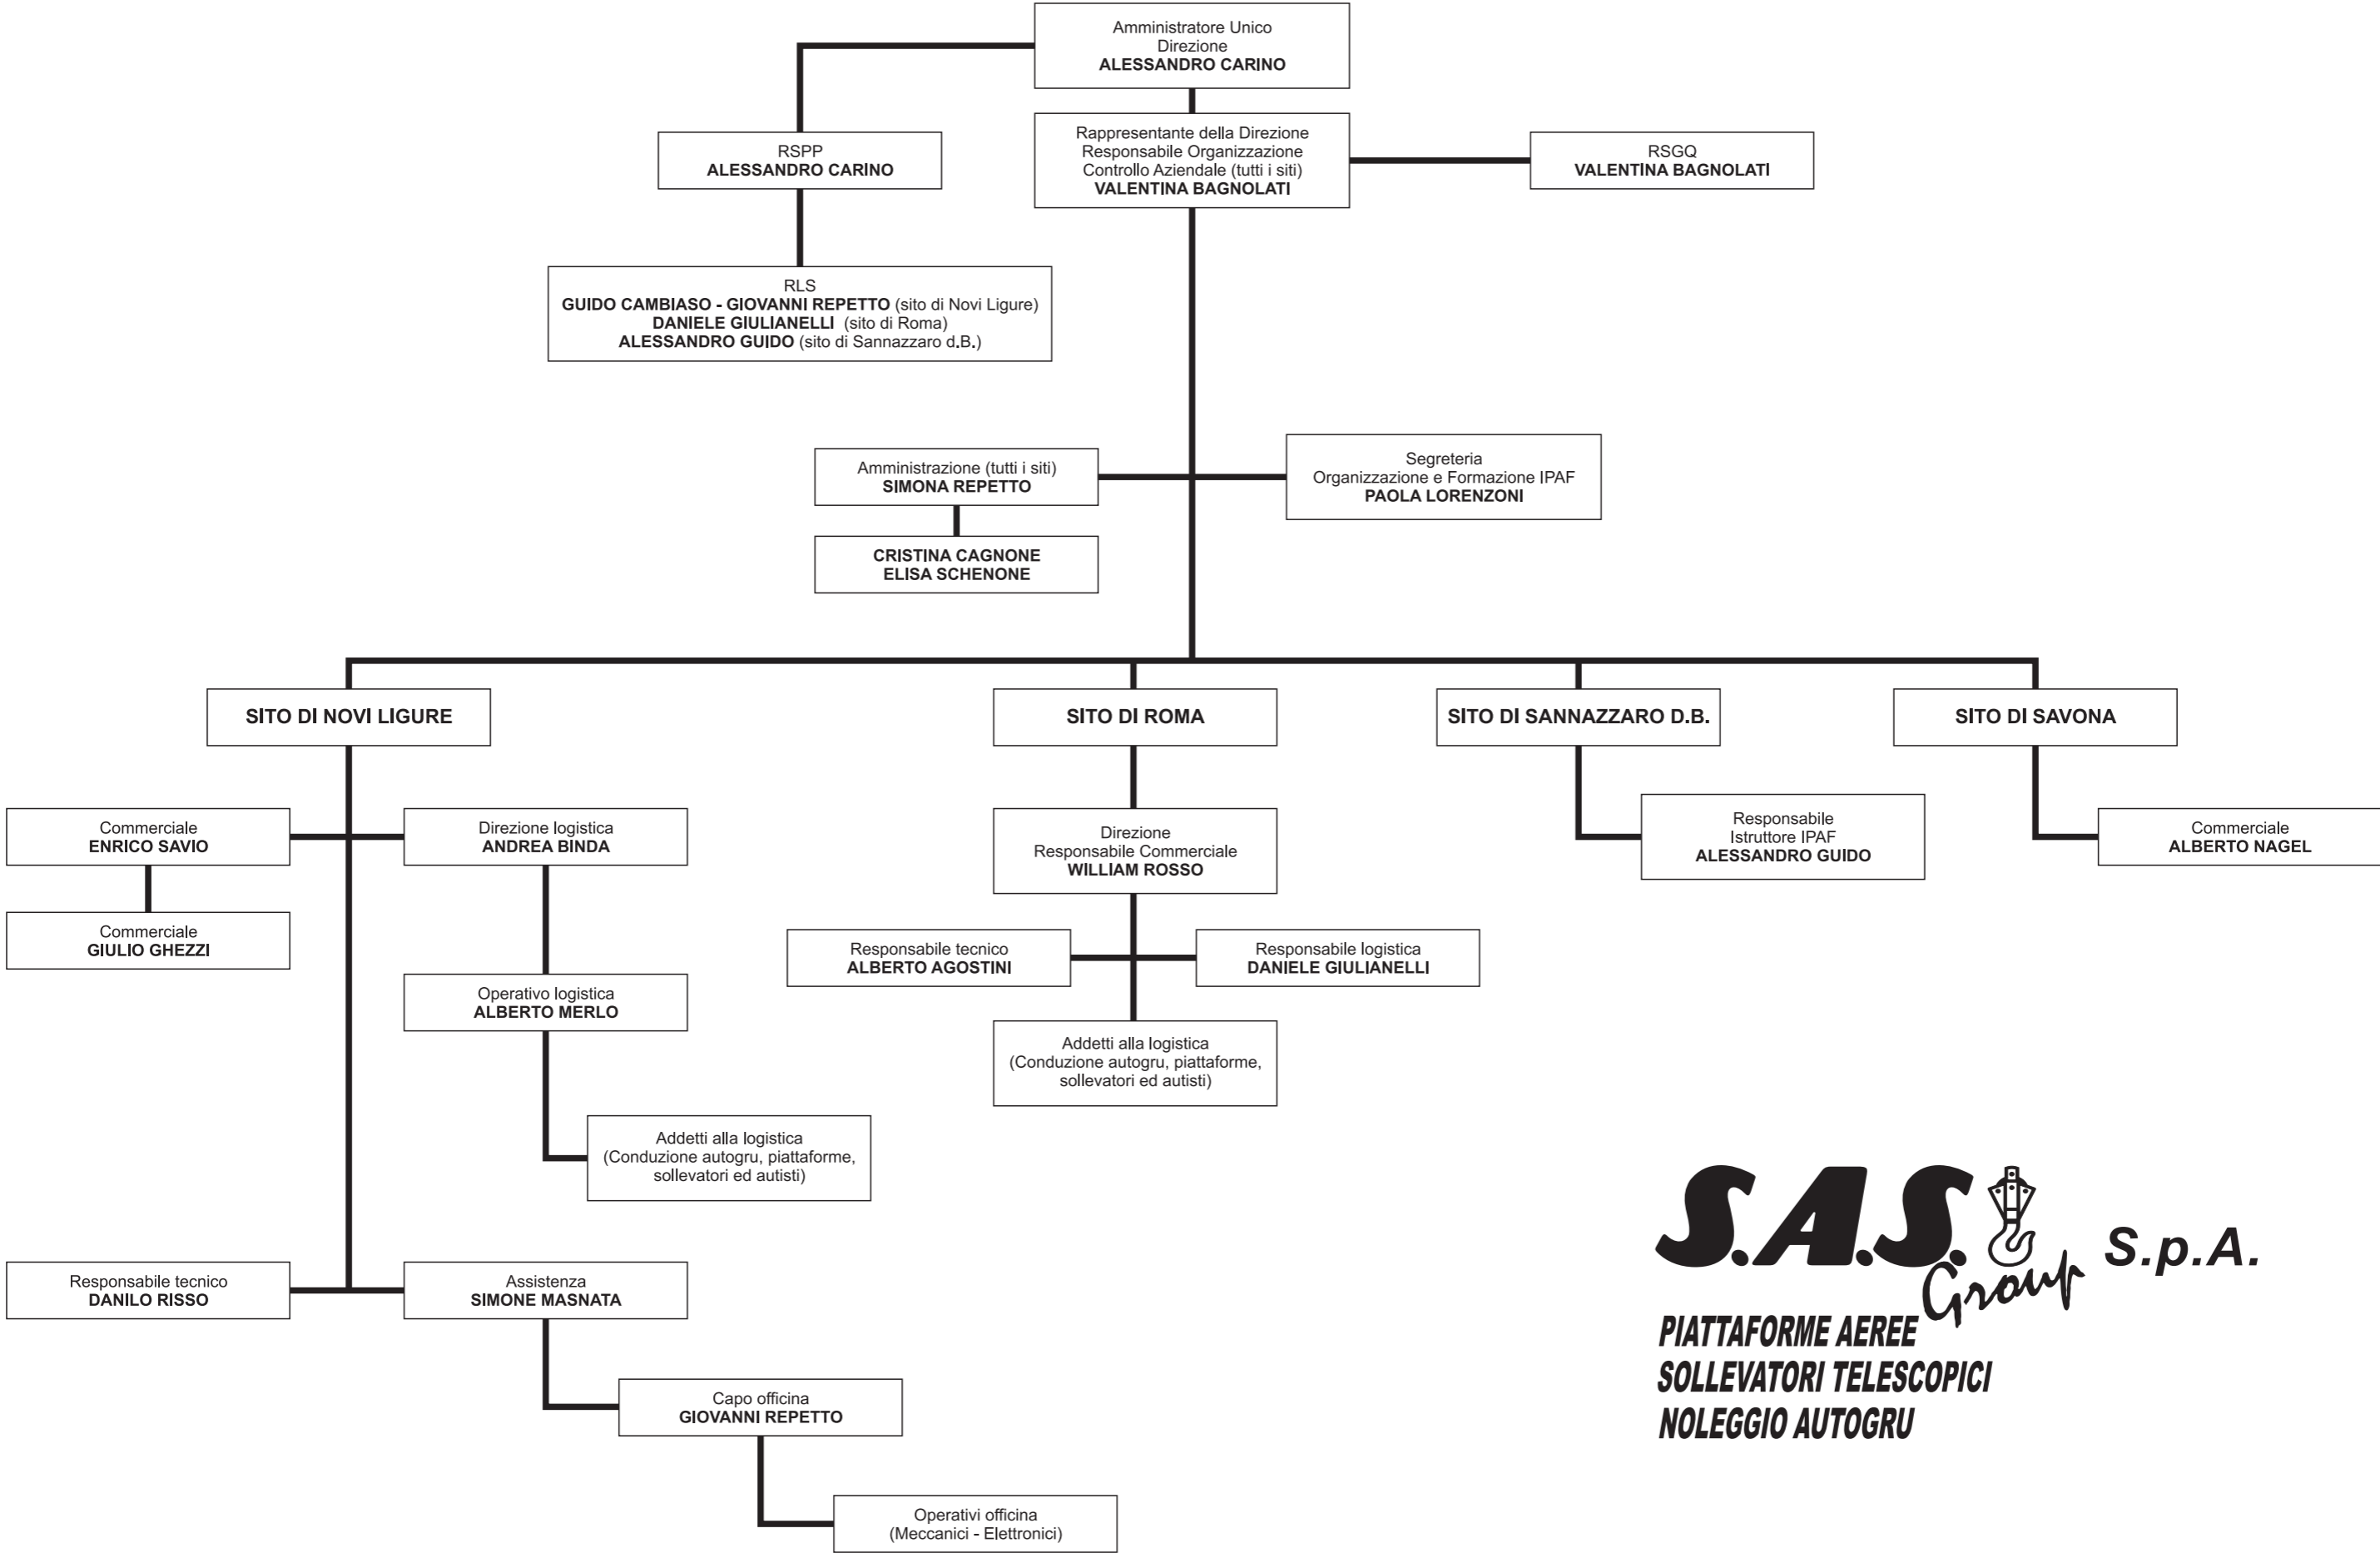 Amministratore Unico
Direzione
ALESSANDRO CARINO
RSPP
ALESSANDRO CARINO
Rappresentante della Direzione
Responsabile Organizzazione
Controllo Aziendale (tutti i siti)
VALENTINA BAGNOLATI
RSGQ
VALENTINA BAGNOLATI
RLS
GUIDO CAMBIASO - GIOVANNI REPETTO (sito di Novi Ligure)
DANIELE GIULIANELLI (sito di Roma)
ALESSANDRO GUIDO (sito di Sannazzaro d.B.)
Amministrazione (tutti i siti)
SIMONA REPETTO
Segreteria
Organizzazione e Formazione IPAF
PAOLA LORENZONI
CRISTINA CAGNONE
ELISA SCHENONE
SITO DI NOVI LIGURE
SITO DI ROMA
SITO DI SANNAZZARO D.B.
SITO DI SAVONA
Commerciale
ENRICO SAVIO
Direzione logistica
ANDREA BINDA
Direzione
Responsabile Commerciale
WILLIAM ROSSO
Responsabile
Istruttore IPAF
ALESSANDRO GUIDO
Commerciale
ALBERTO NAGEL
Commerciale
GIULIO GHEZZI
Responsabile tecnico
ALBERTO AGOSTINI
Responsabile logistica
DANIELE GIULIANELLI
Operativo logistica
ALBERTO MERLO
Addetti alla logistica
(Conduzione autogru, piattaforme,
sollevatori ed autisti)
Addetti alla logistica
(Conduzione autogru, piattaforme,
sollevatori ed autisti)
Responsabile tecnico
DANILO RISSO
Assistenza
SIMONE MASNATA
Capo officina
GIOVANNI REPETTO
Operativi officina
(Meccanici - Elettronici)
S.A.S. Group S.p.A.
PIATTAFORME AEREE
SOLLEVATORI TELESCOPICI
NOLEGGIO AUTOGRU